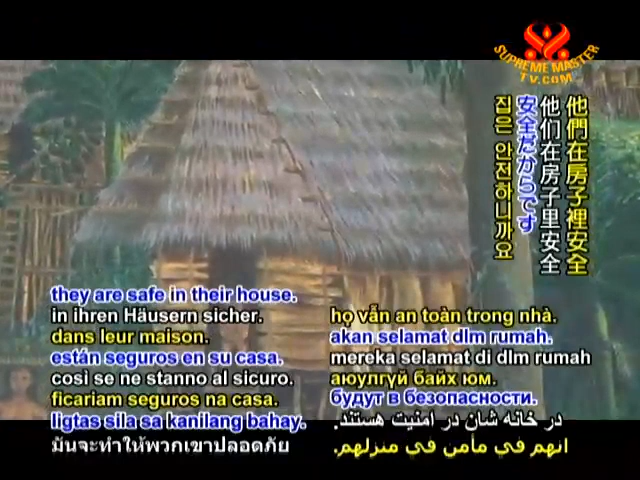 SUPREME MASTER
TV.COM
他們在房子裡安全
他们在房子里安全
安全だからです
집은 안전하니까요
they are safe in their house.
in ihren Häusern sicher.
dans leur maison.
están seguros en su casa.
così se ne stanno al sicuro.
ficariam seguros na casa.
ligtas sila sa kanilang bahay.
มันจะทำให้พวกเขาปลอดภัย
họ vẫn an toàn trong nhà.
akan selamat dlm rumah.
mereka selamat di dlm rumah
аюулгүй байх юм.
будут в безопасности.
در خانه شان در امنیت هستند.
انهم في مأمن في منزلهم.